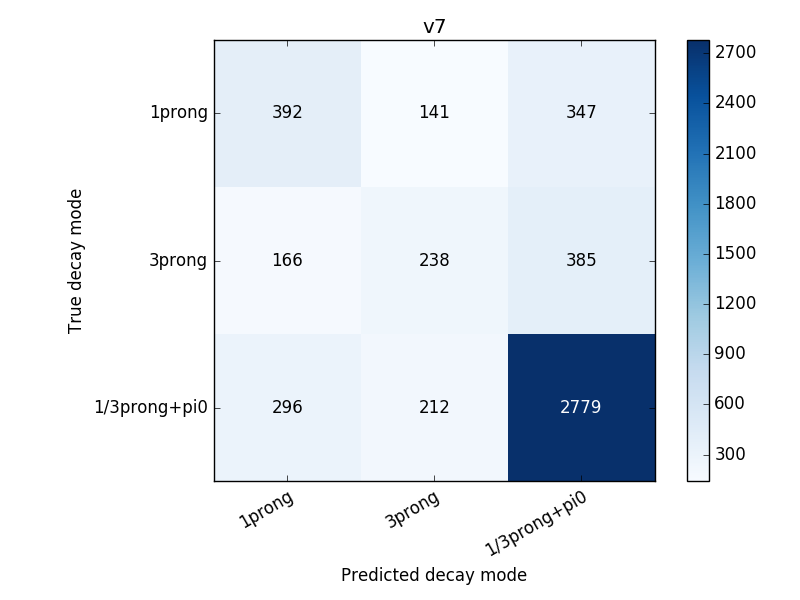 v7
True decay mode
1prong 392 141 347
3prong 166 238 385
1/3prong+pi0 296 212 2779
1prong 3prong 1/3prong+pi0
Predicted decay mode
2700
2400
2100
1800
1500
1200
900
600
300